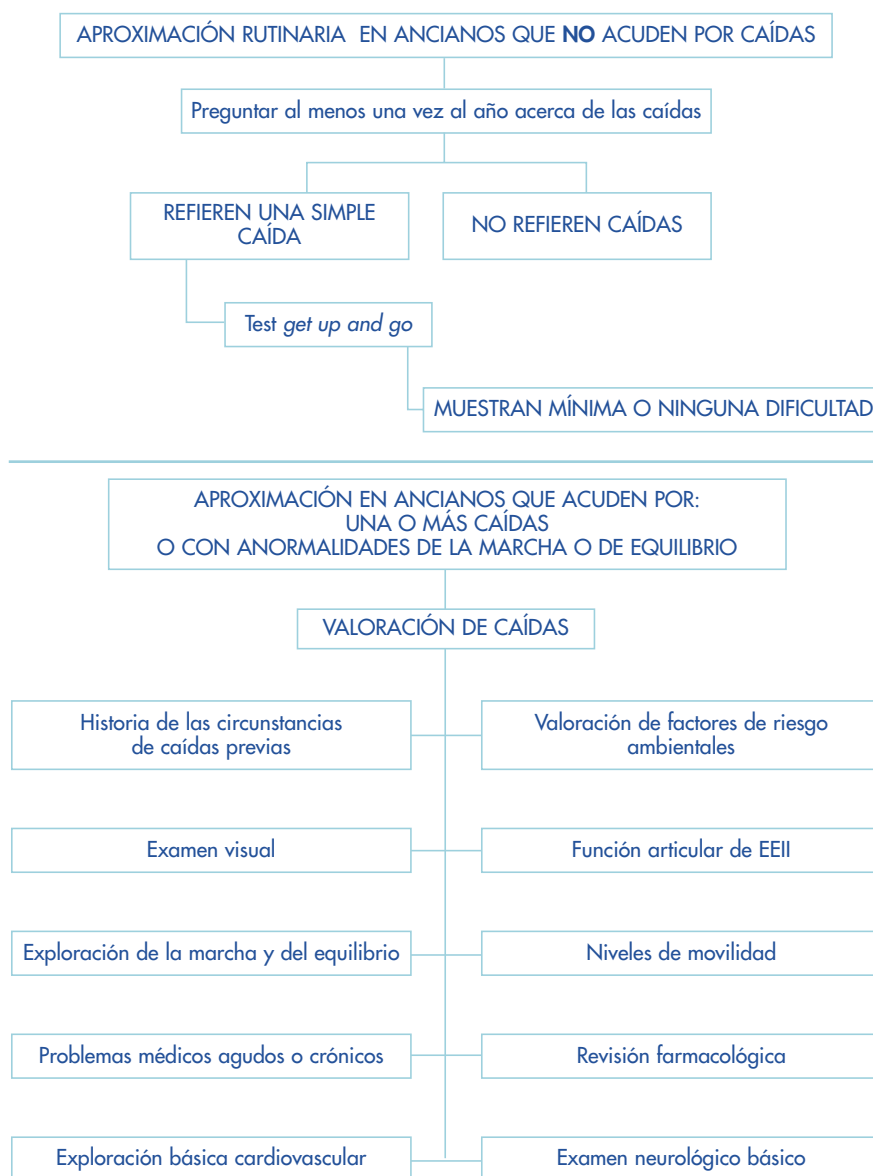 APROXIMACIÓN RUTINARIA EN ANCIANOS QUE NO ACUDEN POR CAÍDAS
Preguntar al menos una vez al año acerca de las caídas
REFIEREN UNA SIMPLE
CAÍDA
NO REFIEREN CAÍDAS
Test get up and go
MUESTRAN MÍNIMA O NINGUNA DIFICULTAD
APROXIMACIÓN EN ANCIANOS QUE ACUDEN POR:
UNA O MÁS CAÍDAS
O CON ANORMALIDADES DE LA MARCHA O DE EQUILIBRIO
VALORACIÓN DE CAÍDAS
Historia de las circunstancias
de caídas previas
Valoración de factores de riesgo
ambientales
Examen visual
Función articular de EEII
Exploración de la marcha y del equilibrio
Niveles de movilidad
Problemas médicos agudos o crónicos
Revisión farmacológica
Exploración básica cardiovascular
Examen neurológico básico